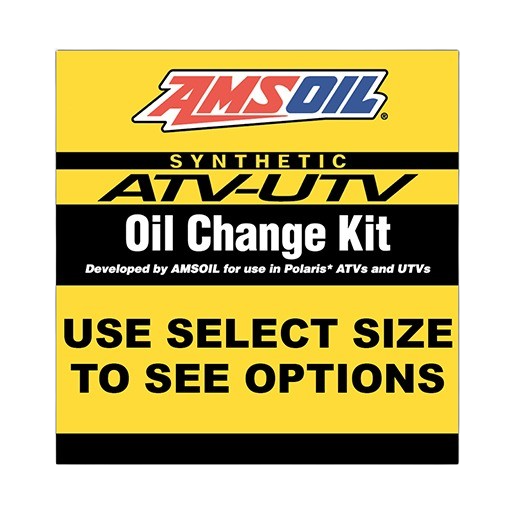 AMSOIL®
SYNTHETIC
ATV-UTV
Oil Change Kit
Developed by AMSOIL for use in Polaris* ATVs and UTVs
USE SELECT SIZE
TO SEE OPTIONS